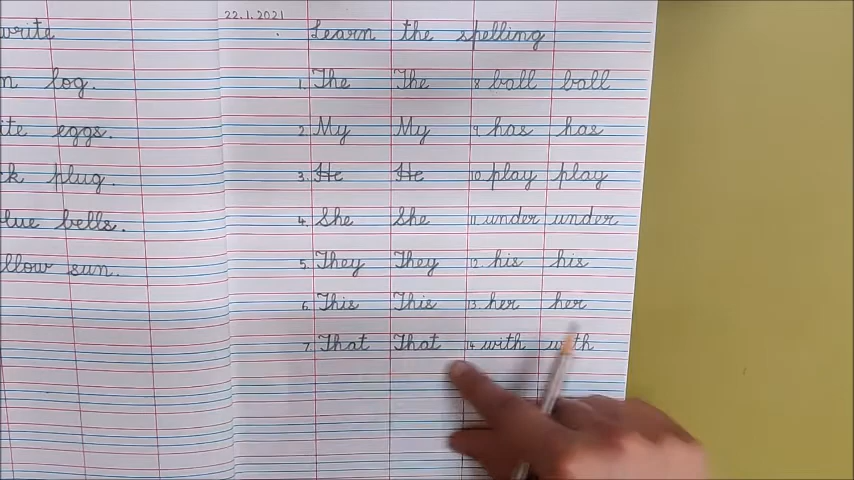 write
n log.
ite eggs.
ck plug.
lue bells.
llow sun.
22.1.2021
Learn the spelling
1. The The 8 ball ball
2. My My 9 has has
3. He He 10. play play
4. She She 11. under under
5. They They 12. his his
6. This This 13. her her
7. That That 14 with with